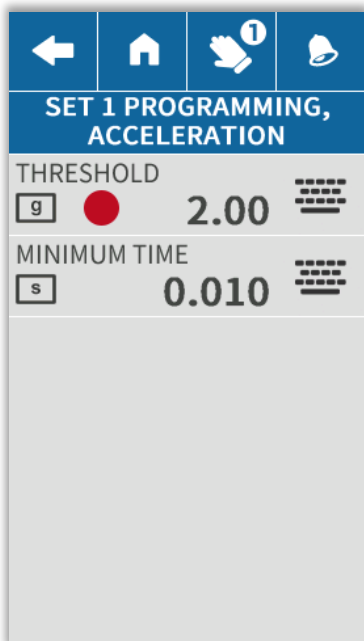 1
SET 1 PROGRAMMING,
ACCELERATION
THRESHOLD
g 2.00
MINIMUM TIME
s 0.010